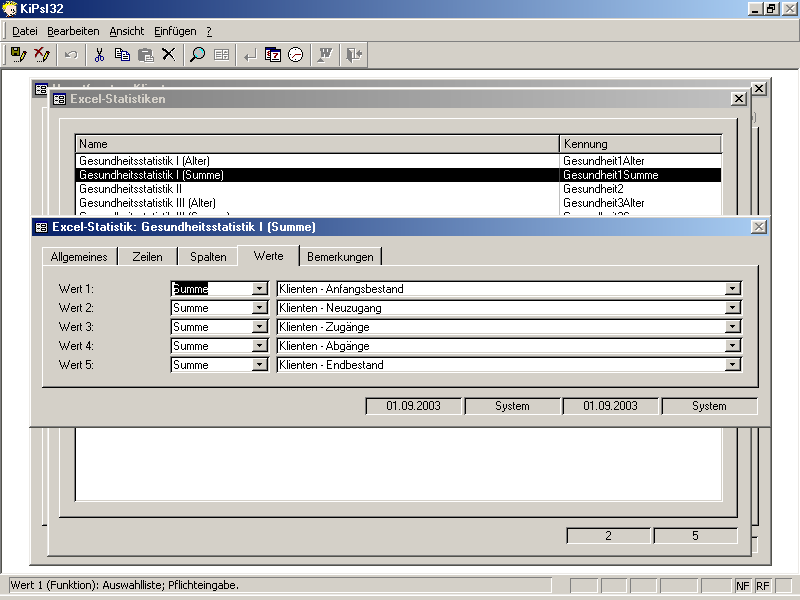 KiPsI32
Datei Bearbeiten Ansicht Einfügen ?
Excel-Statistiken
Name Kennung
Gesundheitsstatistik I (Alter) Gesundheit1Alter
Gesundheitsstatistik I (Summe) Gesundheit1Summe
Gesundheitsstatistik II Gesundheit2
Gesundheitsstatistik III (Alter) Gesundheit3Alter
Excel-Statistik: Gesundheitsstatistik I (Summe)
Allgemeines Zeilen Spalten Werte Bemerkungen
Wert 1: Summe Klienten - Anfangsbestand
Wert 2: Summe Klienten - Neuzugang
Wert 3: Summe Klienten - Zugänge
Wert 4: Summe Klienten - Abgänge
Wert 5: Summe Klienten - Endbestand
01.09.2003 System 01.09.2003 System
2 5
Wert 1 (Funktion): Auswahlliste; Pflichteingabe. NF RF